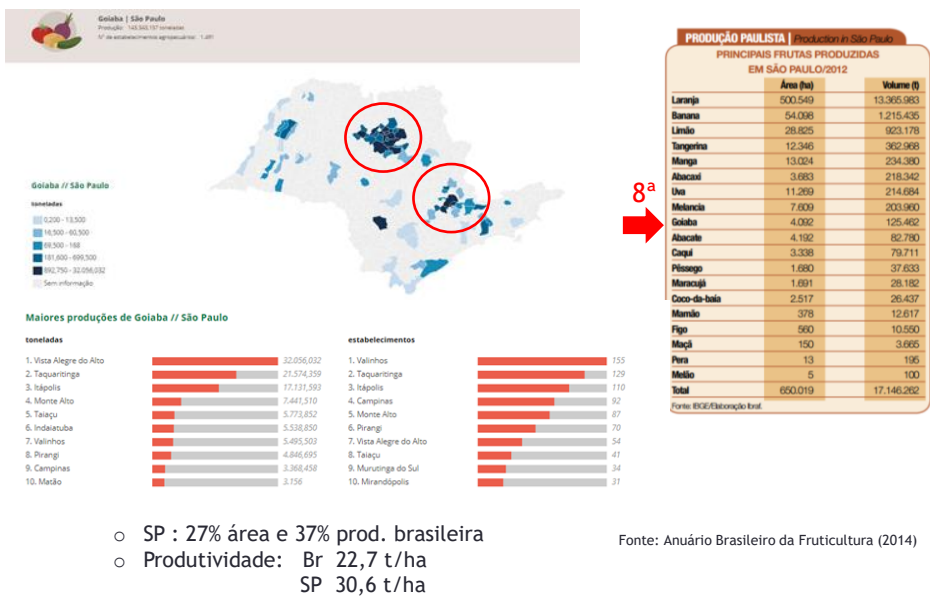 Goiaba | São Paulo
Produção: 145.565,157 toneladas
Nº de estabelecimentos agropecuários: 1.491
Goiaba // São Paulo
toneladas
0,200 - 13,500
16,500 - 60,500
69,500 - 168
181,600 - 699,500
892,750 - 32.056,032
Sem informação
Maiores produções de Goiaba // São Paulo
toneladas
1. Vista Alegre do Alto 32.056,032
2. Taquaritinga 21.574,359
3. Itápolis 17.131,593
4. Monte Alto 7.441,510
5. Taiaçu 5.773,852
6. Indaiatuba 5.538,850
7. Valinhos 5.495,503
8. Pirangi 4.846,695
9. Campinas 3.368,458
10. Matão 3.156
estabelecimentos
1. Valinhos 155
2. Taquaritinga 129
3. Itápolis 110
4. Campinas 92
5. Monte Alto 87
6. Pirangi 70
7. Vista Alegre do Alto 54
8. Taiaçu 41
9. Murutinga do Sul 34
10. Mirandópolis 31
8ª
PRODUÇÃO PAULISTA | Production in São Paulo
PRINCIPAIS FRUTAS PRODUZIDAS
EM SÃO PAULO/2012
Área (ha) Volume (t)
Laranja 500.549 13.365.983
Banana 54.098 1.215.435
Limão 28.825 923.178
Tangerina 12.346 362.968
Manga 13.024 234.380
Abacaxi 3.683 218.342
Uva 11.269 214.684
Melancia 7.609 203.960
Goiaba 4.092 125.462
Abacate 4.192 82.780
Caqui 3.338 79.711
Pêssego 1.680 37.633
Maracujá 1.691 28.182
Coco-da-baía 2.517 26.437
Mamão 378 12.617
Figo 560 10.550
Maçã 150 3.665
Pera 13 195
Melão 5 100
Total 650.019 17.146.262
Fonte: IBGE/Elaboração Ibraf.
○ SP : 27% área e 37% prod. brasileira
○ Produtividade: Br 22,7 t/ha
SP 30,6 t/ha
Fonte: Anuário Brasileiro da Fruticultura (2014)